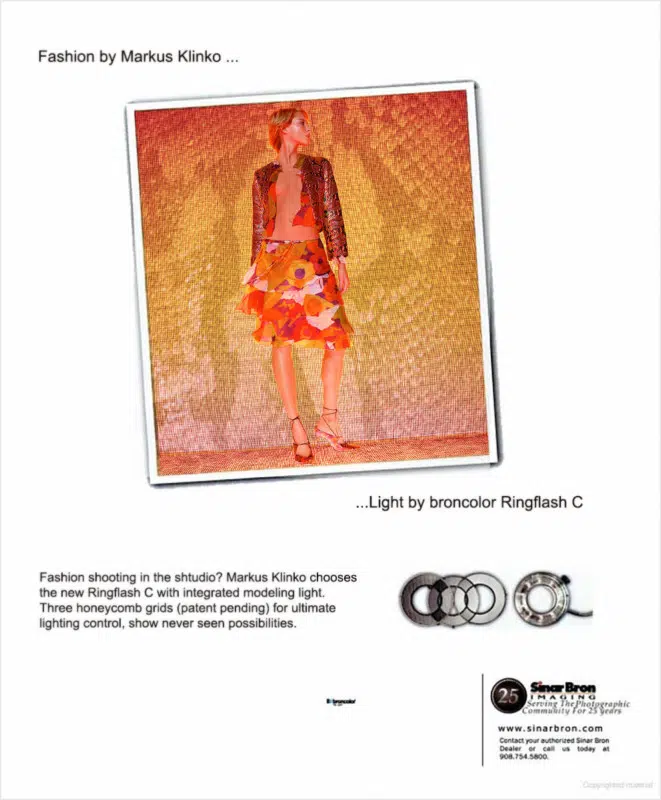 Fashion by Markus Klinko ...
...Light by broncolor Ringflash C
Fashion shooting in the shtudio? Markus Klinko chooses
the new Ringflash C with integrated modeling light.
Three honeycomb grids (patent pending) for ultimate
lighting control, show never seen possibilities.
broncolor
25
Sinar Bron
IMAGING
Serving The Photographic
Community For 25 years
www.sinarbron.com
Contact your authorized Sinar Bron
Dealer or call us today at
908.754.5800.
Copyrighted material